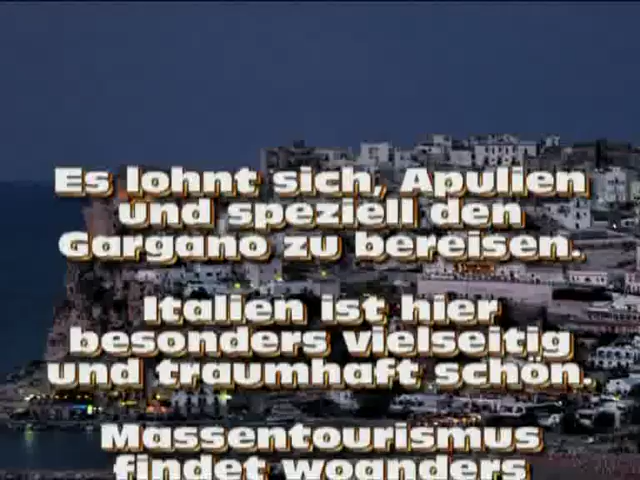 Es lohnt sich, Apulien
und speziell den
Gargano zu bereisen.
Italien ist hier
besonders vielseitig
und traumhaft schön.
Massentourismus
findet woanders